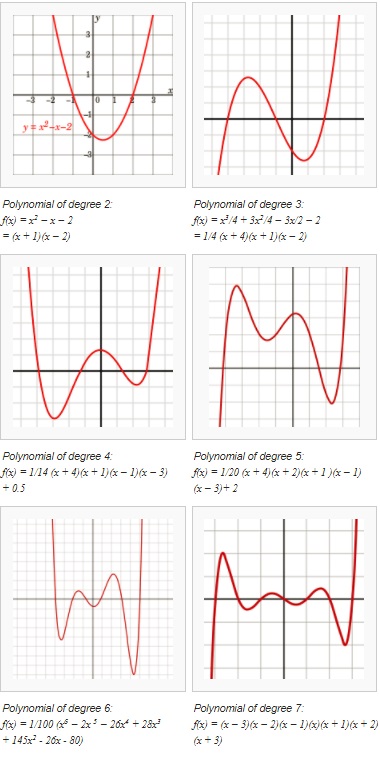 y
3
2
1
x
-3 -2 -1 0 1 2 3
-1
y = x²-x-2
-2
-3
Polynomial of degree 2:
f(x) = x² − x − 2
= (x + 1)(x − 2)
Polynomial of degree 3:
f(x) = x³/4 + 3x²/4 − 3x/2 − 2
= 1/4 (x + 4)(x + 1)(x − 2)
Polynomial of degree 4:
f(x) = 1/14 (x + 4)(x + 1)(x − 1)(x − 3)
+ 0.5
Polynomial of degree 5:
f(x) = 1/20 (x + 4)(x + 2)(x + 1 )(x − 1)
(x − 3)+ 2
Polynomial of degree 6:
f(x) = 1/100 (x⁶ − 2x ⁵ − 26x⁴ + 28x³
+ 145x² - 26x - 80)
Polynomial of degree 7:
f(x) = (x − 3)(x − 2)(x − 1)(x)(x + 1)(x + 2)
(x + 3)